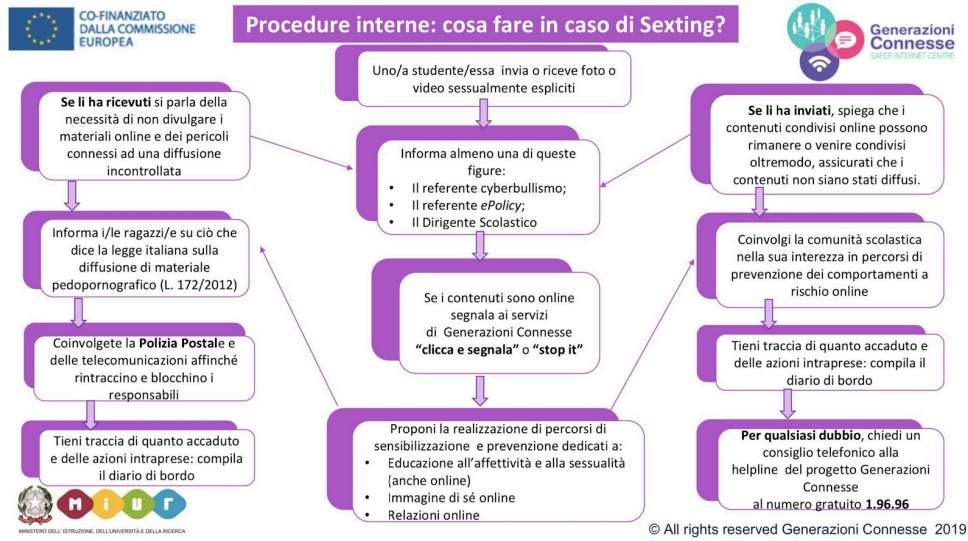 CO-FINANZIATO
DALLA COMMISSIONE
EUROPEA
Procedure interne: cosa fare in caso di Sexting?
Generazioni
Connesse
SAFER INTERNET CENTRE
Uno/a studente/essa invia o riceve foto o
video sessualmente espliciti
Se li ha ricevuti si parla della
necessità di non divulgare i
materiali online e dei pericoli
connessi ad una diffusione
incontrollata
Informa i/le ragazzi/e su ciò che
dice la legge italiana sulla
diffusione di materiale
pedopornografico (L. 172/2012)
Coinvolgete la Polizia Postale e
delle telecomunicazioni affinché
rintraccino e blocchino i
responsabili
Tieni traccia di quanto accaduto
e delle azioni intraprese: compila
il diario di bordo
Informa almeno una di queste
figure:
• Il referente cyberbullismo;
• Il referente ePolicy;
• Il Dirigente Scolastico
Se i contenuti sono online
segnala ai servizi
di Generazioni Connesse
“clicca e segnala” o “stop it”
Proponi la realizzazione di percorsi di
sensibilizzazione e prevenzione dedicati a:
• Educazione all’affettività e alla sessualità
(anche online)
• Immagine di sé online
• Relazioni online
Se li ha inviati, spiega che i
contenuti condivisi online possono
rimanere o venire condivisi
oltremodo, assicurati che i
contenuti non siano stati diffusi.
Coinvolgi la comunità scolastica
nella sua interezza in percorsi di
prevenzione dei comportamenti a
rischio online
Tieni traccia di quanto accaduto e
delle azioni intraprese: compila il
diario di bordo
Per qualsiasi dubbio, chiedi un
consiglio telefonico alla
helpline del progetto Generazioni
Connesse
al numero gratuito 1.96.96
miur
MINISTERO DELL’ISTRUZIONE, DELL’UNIVERSITÀ E DELLA RICERCA
© All rights reserved Generazioni Connesse 2019